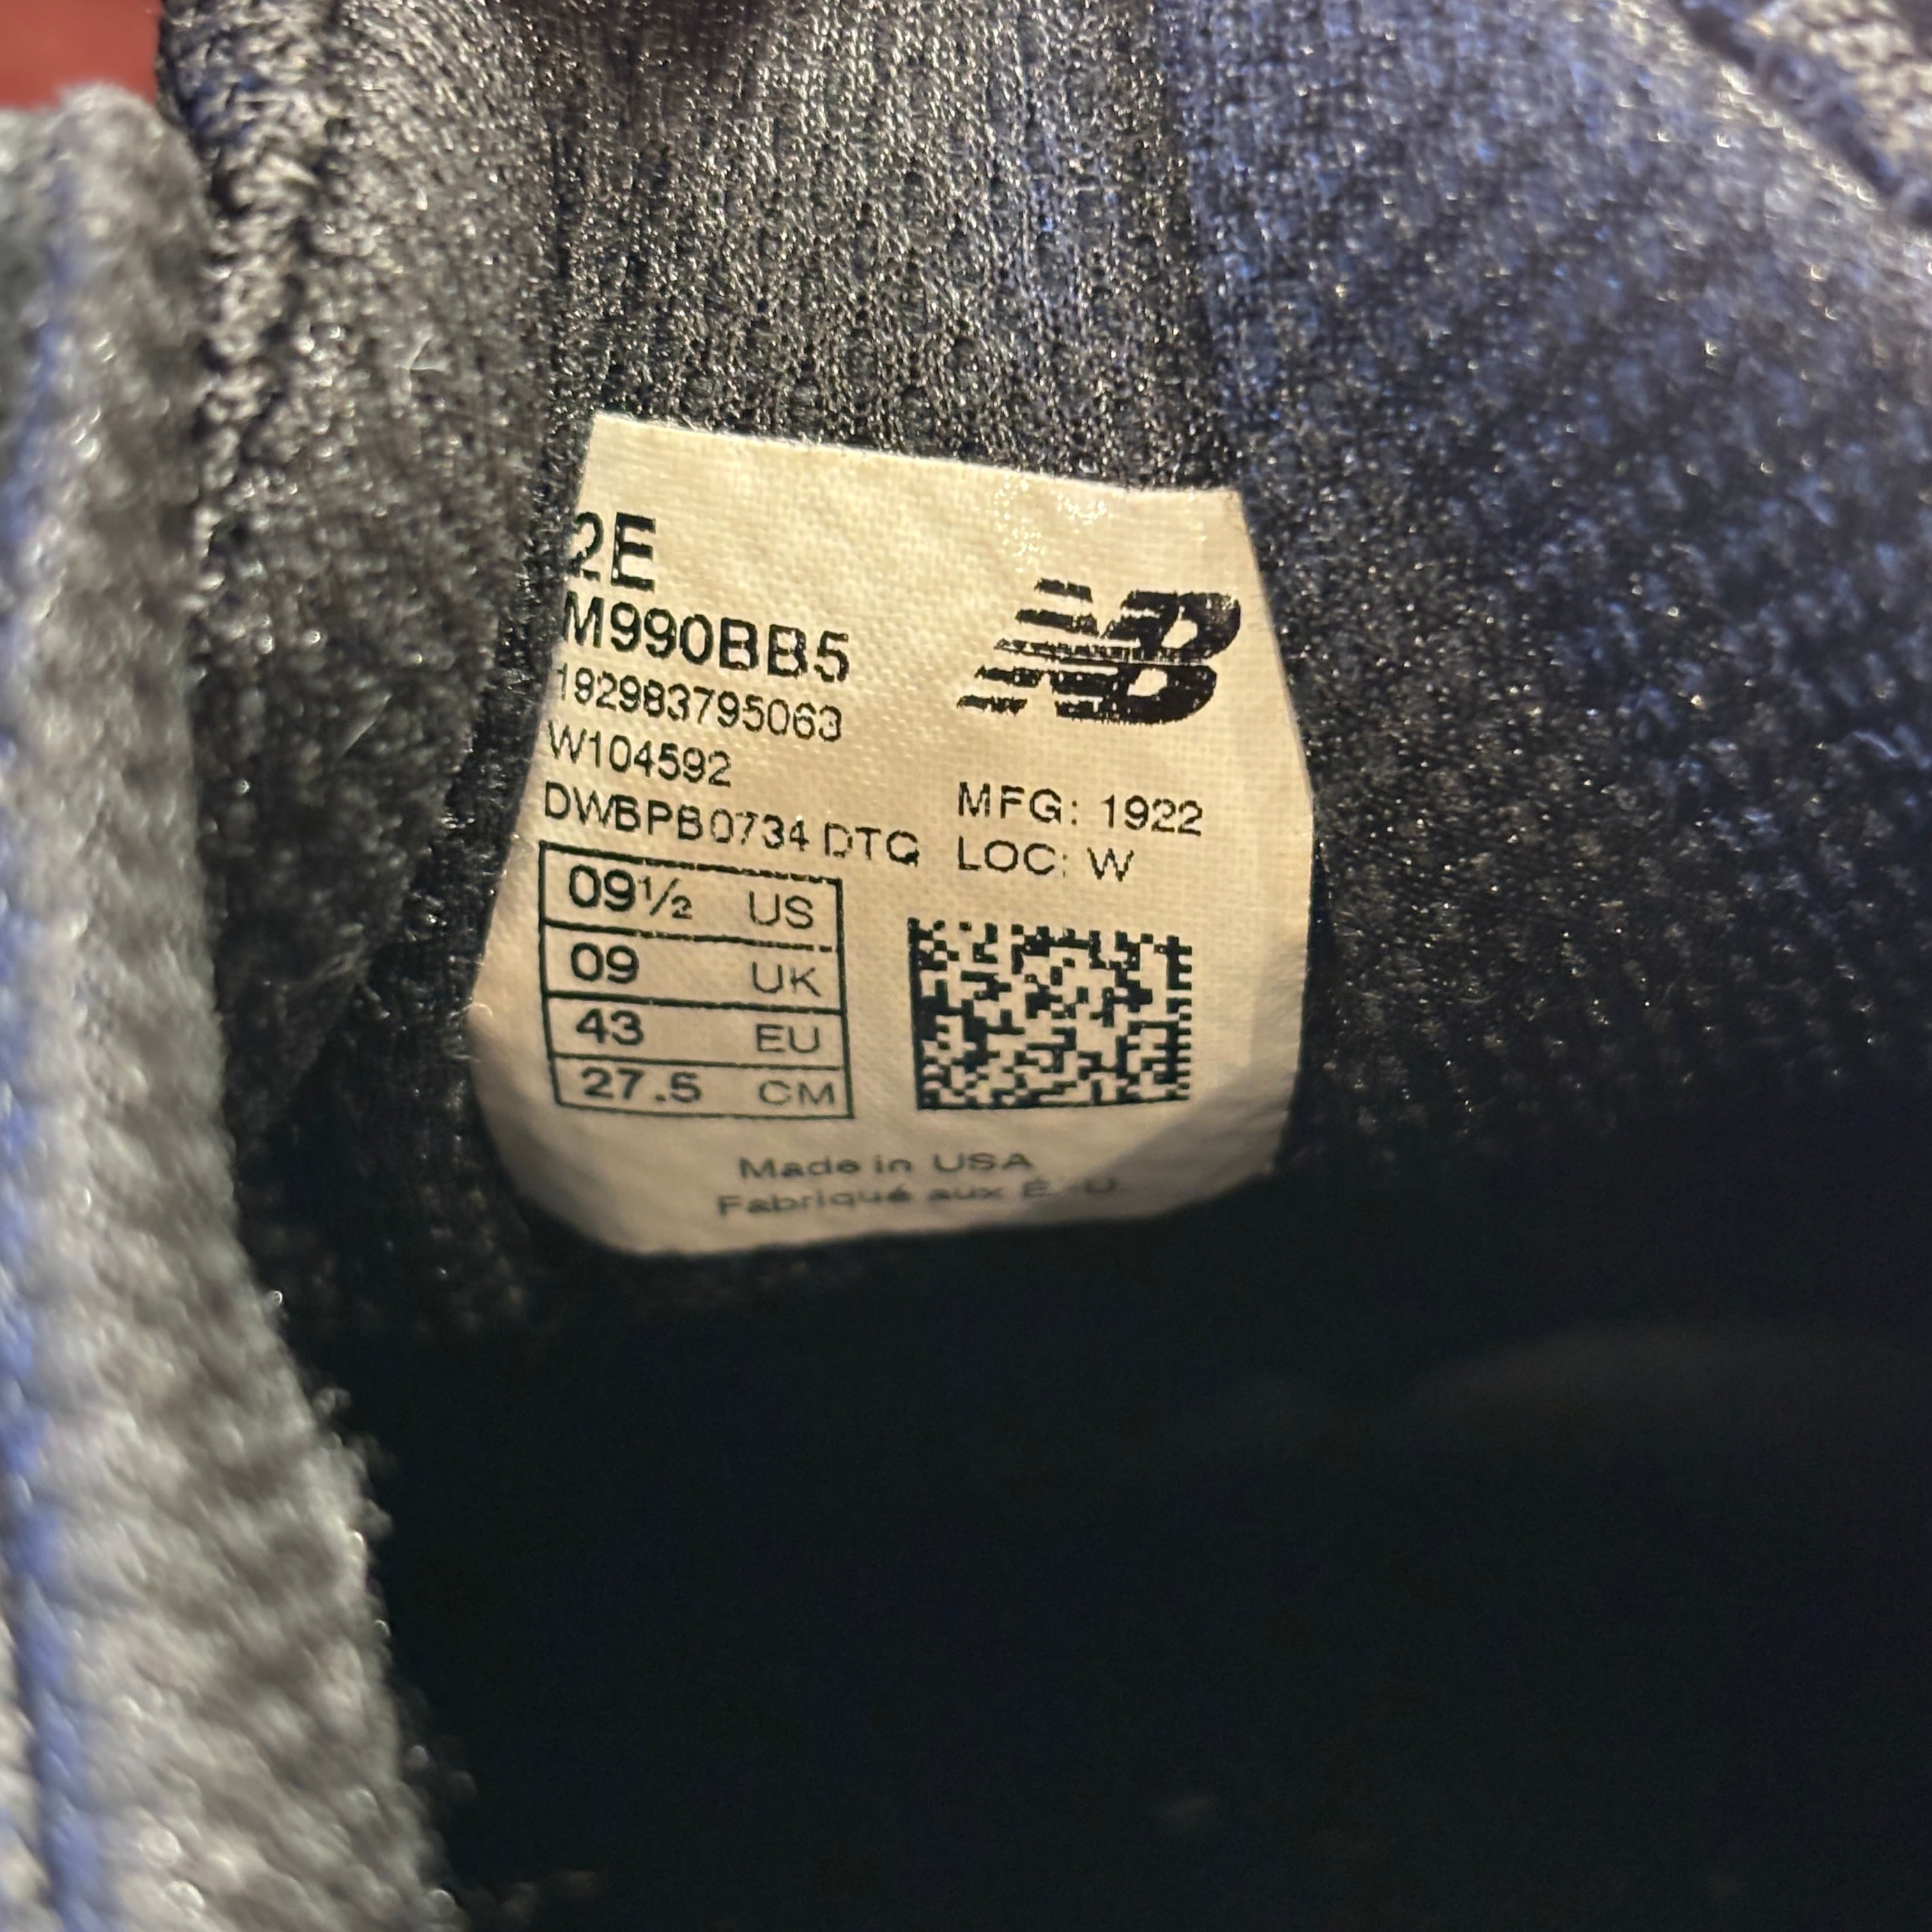 2E
M990BB5
192983795063
W104592
DWBPB0734 DTQ
MFG: 1922
LOC: W
09½ US
09 UK
43 EU
27.5 CM
Made in USA
Fabriqué aux